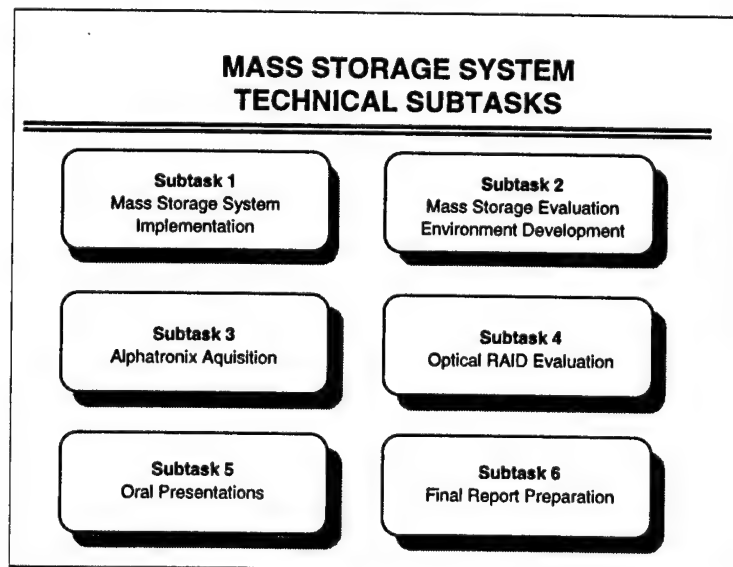 MASS STORAGE SYSTEM
TECHNICAL SUBTASKS
Subtask 1
Mass Storage System
Implementation
Subtask 2
Mass Storage Evaluation
Environment Development
Subtask 3
Alphatronix Aquisition
Subtask 4
Optical RAID Evaluation
Subtask 5
Oral Presentations
Subtask 6
Final Report Preparation